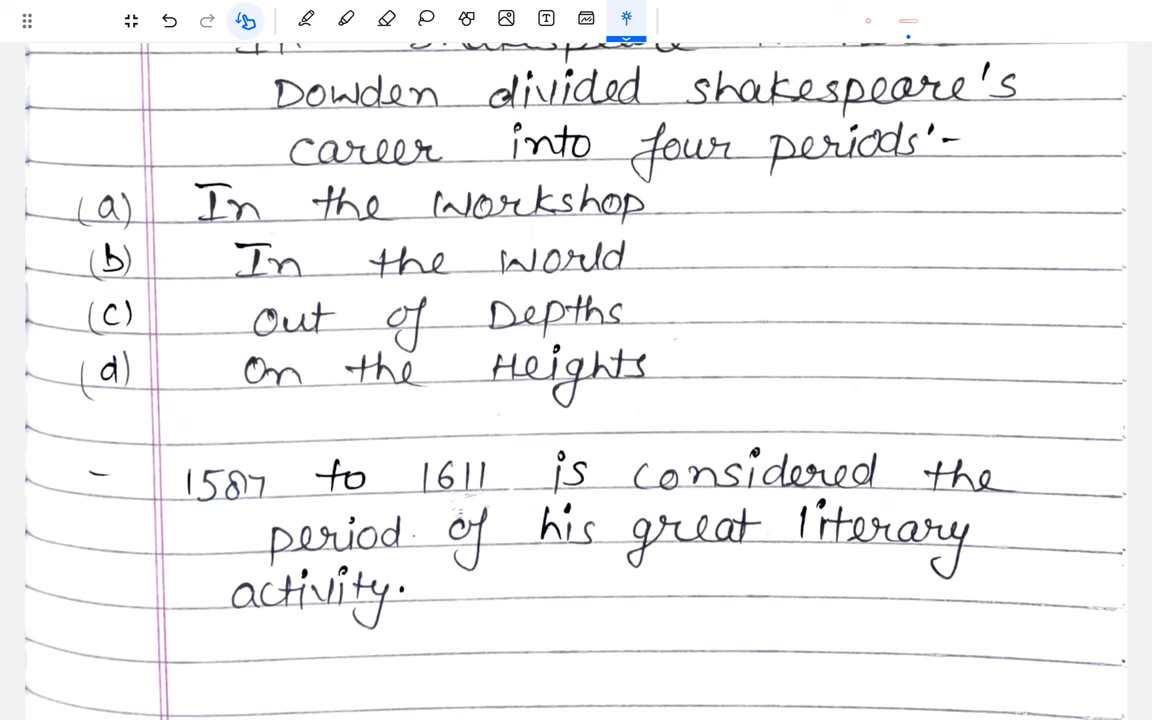 Dowden divided shakespeare's
career into four periods'-
(a) In the Workshop
(b) In the World
(c) Out of Depths
(d) On the Heights
- 1587 to 1611 is considered the
period of his great literary
activity.